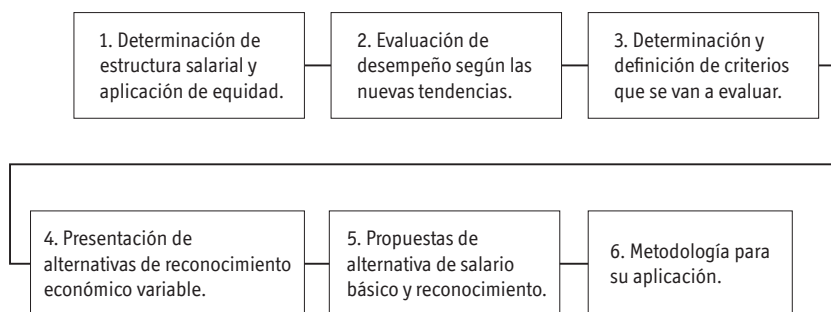 1. Determinación de
estructura salarial y
aplicación de equidad.
2. Evaluación de
desempeño según las
nuevas tendencias.
3. Determinación y
definición de criterios
que se van a evaluar.
4. Presentación de
alternativas de reconocimiento
económico variable.
5. Propuestas de
alternativa de salario
básico y reconocimiento.
6. Metodología para
su aplicación.